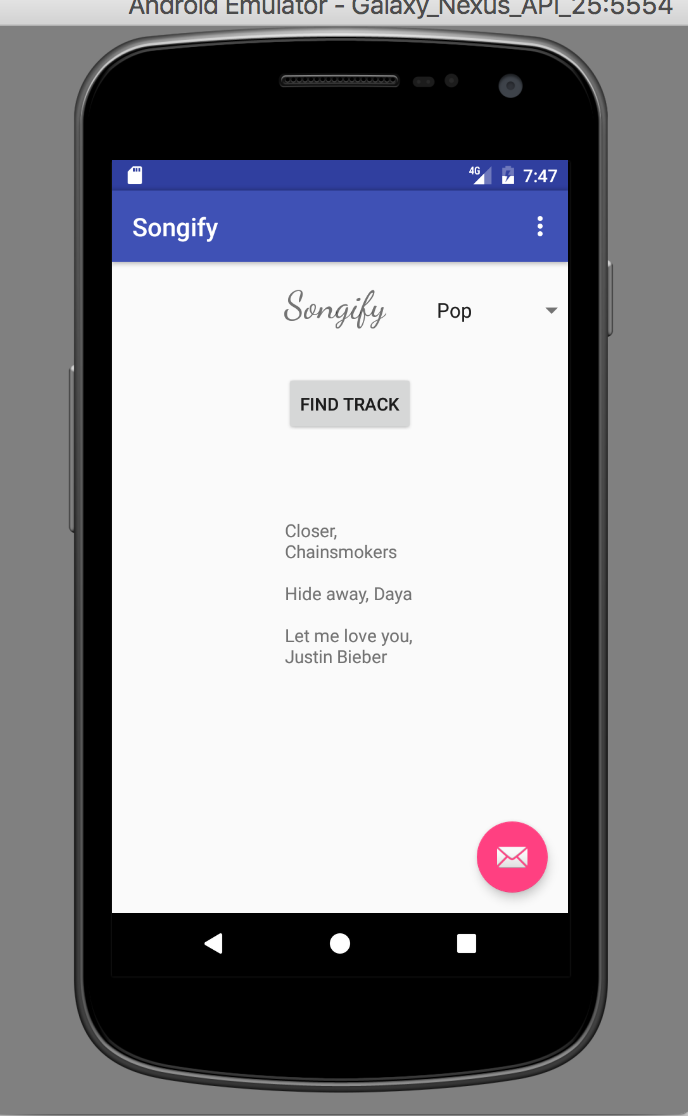 Android Emulator - Galaxy_Nexus_API_25:5554
4G 7:47
Songify
Songify Pop
FIND TRACK
Closer,
Chainsmokers
Hide away, Daya
Let me love you,
Justin Bieber